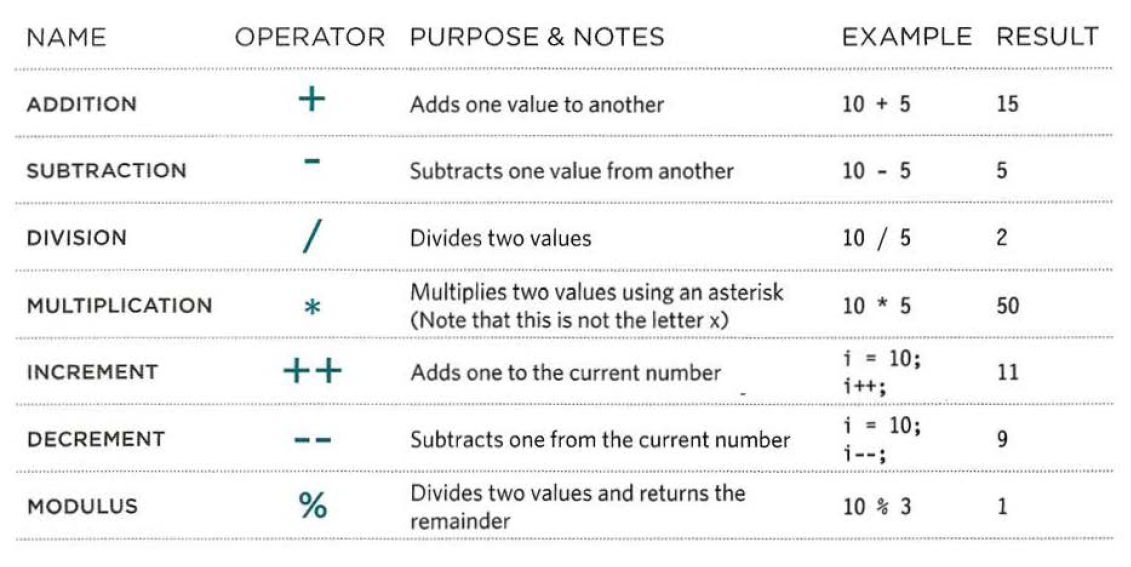 NAME OPERATOR PURPOSE & NOTES EXAMPLE RESULT
ADDITION + Adds one value to another 10 + 5 15
SUBTRACTION - Subtracts one value from another 10 - 5 5
DIVISION / Divides two values 10 / 5 2
MULTIPLICATION * Multiplies two values using an asterisk
(Note that this is not the letter x) 10 * 5 50
INCREMENT ++ Adds one to the current number i = 10;
i++; 11
DECREMENT -- Subtracts one from the current number i = 10;
i--; 9
MODULUS % Divides two values and returns the
remainder 10 % 3 1